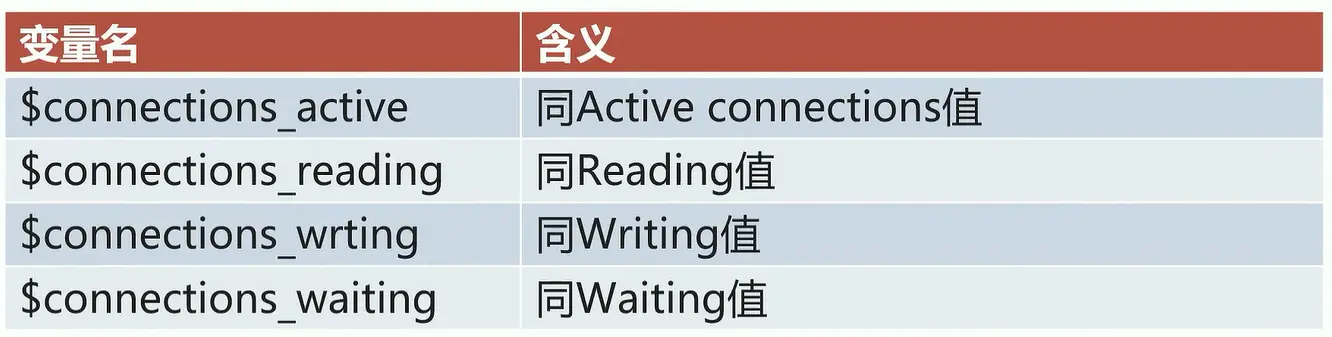 变量名 含义
$connections_active 同Active connections值
$connections_reading 同Reading值
$connections_wrting 同Writing值
$connections_waiting 同Waiting值